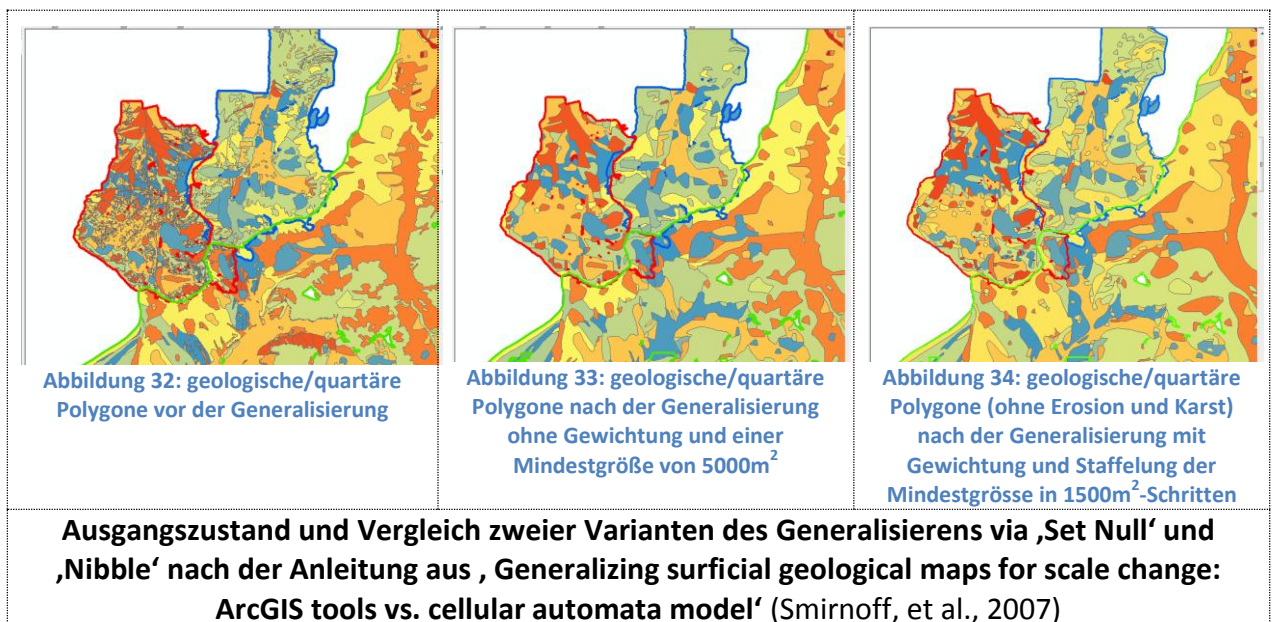 Abbildung 32: geologische/quartäre
Polygone vor der Generalisierung
Abbildung 33: geologische/quartäre
Polygone nach der Generalisierung
ohne Gewichtung und einer
Mindestgröße von 5000m²
Abbildung 34: geologische/quartäre
Polygone (ohne Erosion und Karst)
nach der Generalisierung mit
Gewichtung und Staffelung der
Mindestgrösse in 1500m²-Schritten
Ausgangszustand und Vergleich zweier Varianten des Generalisierens via ‚Set Null‘ und
‚Nibble‘ nach der Anleitung aus ‚ Generalizing surficial geological maps for scale change:
ArcGIS tools vs. cellular automata model‘ (Smirnoff, et al., 2007)